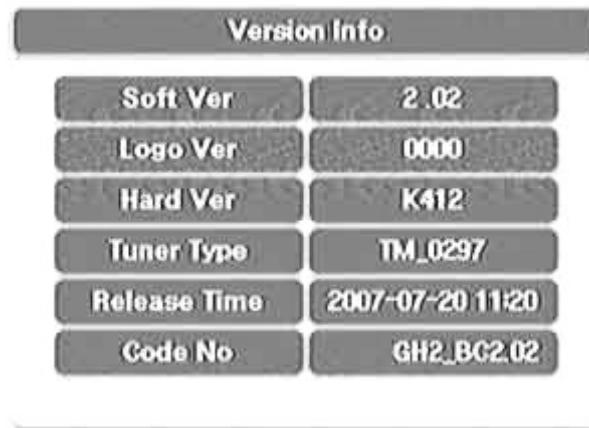 Version Info
Soft Ver 2.02
Logo Ver 0000
Hard Ver K412
Tuner Type TM_0297
Release Time 2007-07-20 11:20
Code No GH2_BC2.02